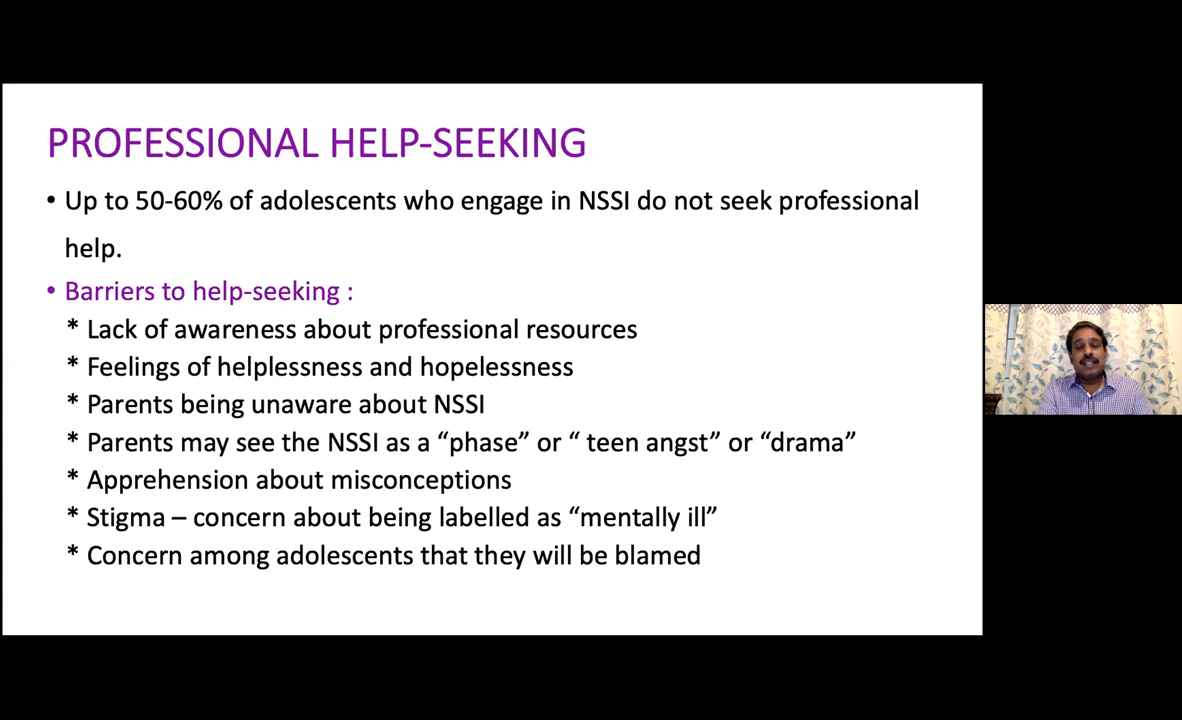 PROFESSIONAL HELP-SEEKING
• Up to 50-60% of adolescents who engage in NSSI do not seek professional
help.
• Barriers to help-seeking :
* Lack of awareness about professional resources
* Feelings of helplessness and hopelessness
* Parents being unaware about NSSI
* Parents may see the NSSI as a “phase” or “ teen angst” or “drama”
* Apprehension about misconceptions
* Stigma – concern about being labelled as “mentally ill”
* Concern among adolescents that they will be blamed